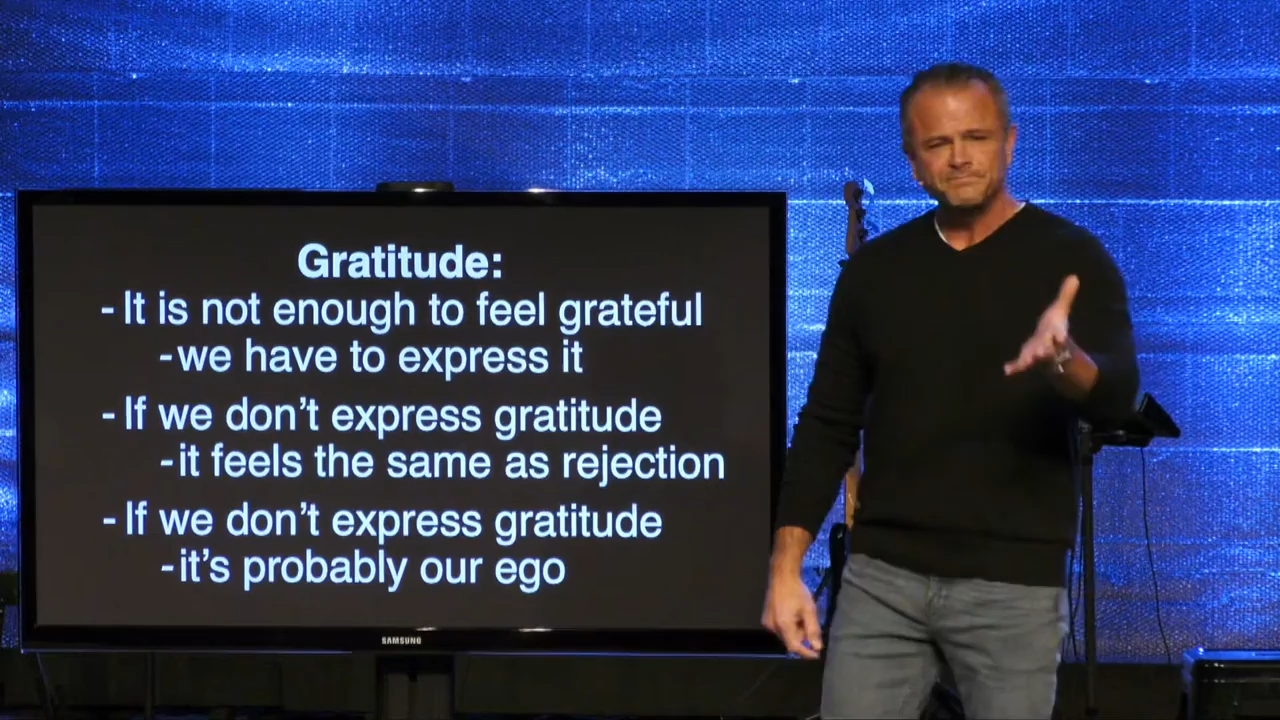 Gratitude:
- It is not enough to feel grateful
- we have to express it
- If we don't express gratitude
- it feels the same as rejection
- If we don't express gratitude
- it's probably our ego
SAMSUNG